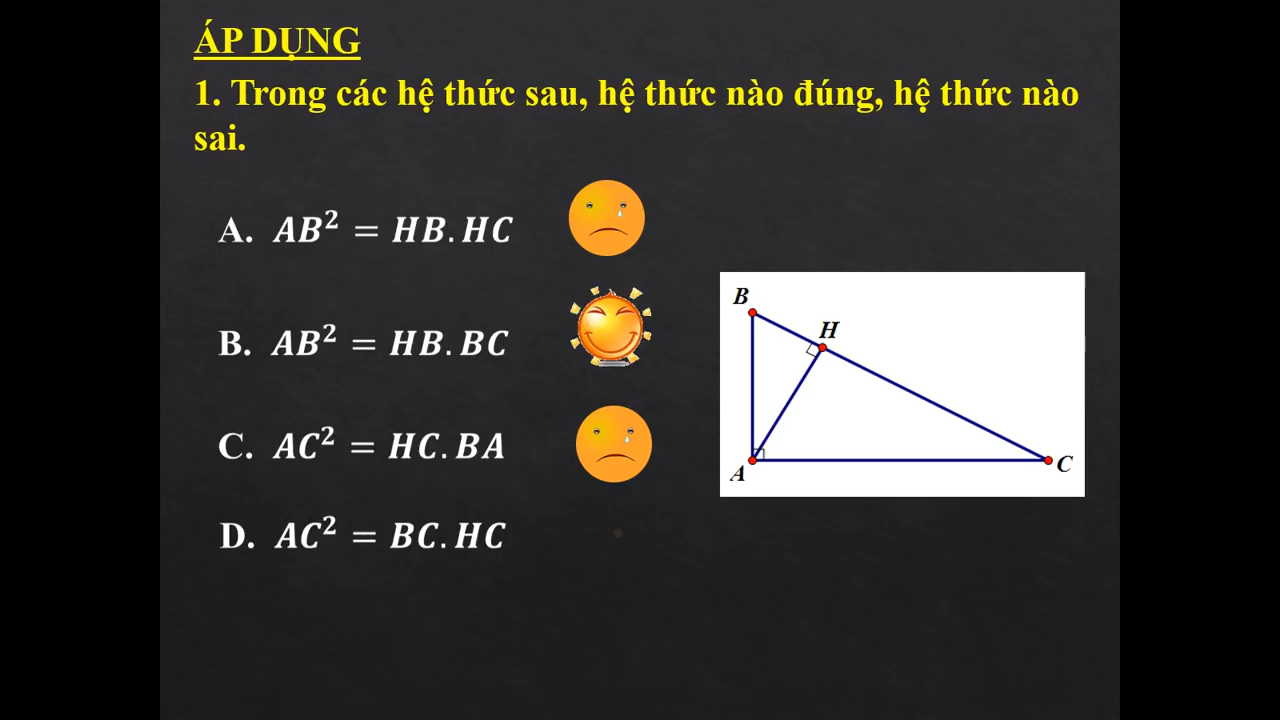 ÁP DỤNG
1. Trong các hệ thức sau, hệ thức nào đúng, hệ thức nào
sai.
A. AB² = HB.HC
B. AB² = HB.BC
C. AC² = HC.BA
D. AC² = BC.HC
B
H
A
C